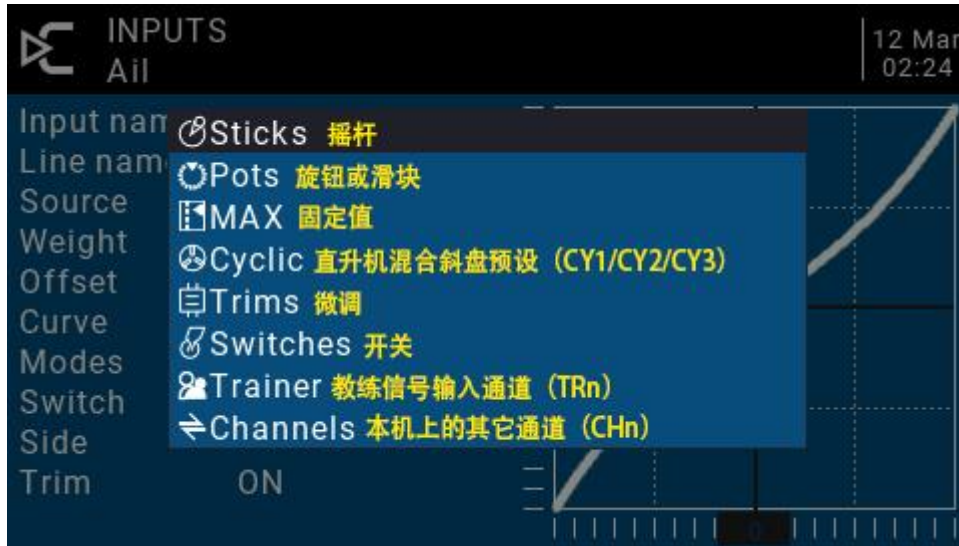 INPUTS
Ail
12 Mar
02:24
Input nam
Line nam
Source
Weight
Offset
Curve
Modes
Switch
Side
Trim ON
Sticks 摇杆
Pots 旋钮或滑块
MAX 固定值
Cyclic 直升机混合斜盘预设（CY1/CY2/CY3）
Trims 微调
Switches 开关
Trainer 教练信号输入通道（TRn）
Channels 本机上的其它通道（CHn）
0